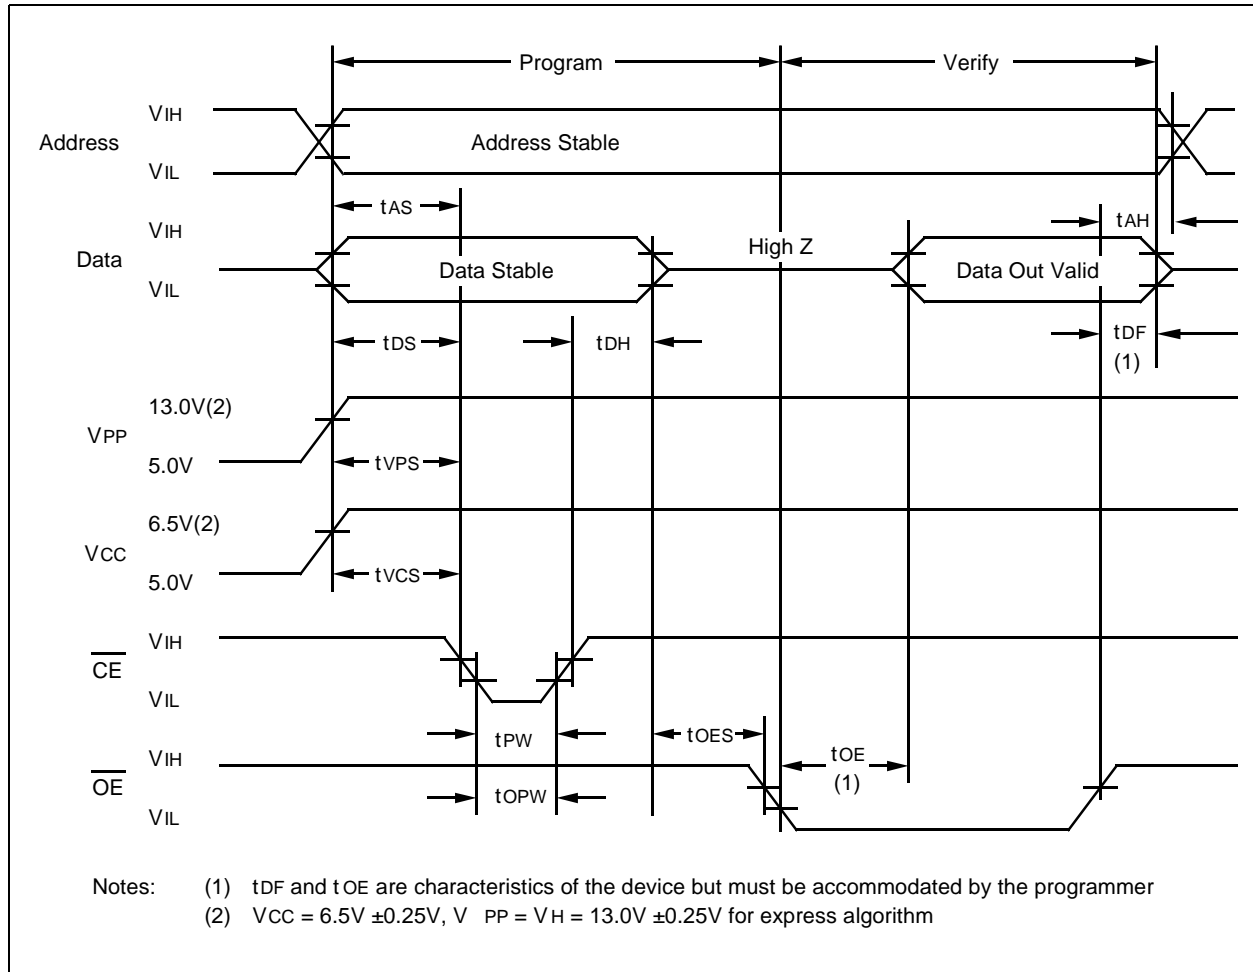 Program
Verify
Address
VIH
VIL
Address Stable
tAS
tAH
Data
VIH
VIL
Data Stable
High Z
Data Out Valid
tDS
tDH
tDF
(1)
VPP
13.0V(2)
5.0V
tVPS
VCC
6.5V(2)
5.0V
tVCS
CE
VIH
VIL
tPW
tOES
tOE
(1)
OE
VIH
VIL
tOPW
Notes: (1) tDF and tOE are characteristics of the device but must be accommodated by the programmer
(2) VCC = 6.5V ±0.25V, V PP = VH = 13.0V ±0.25V for express algorithm